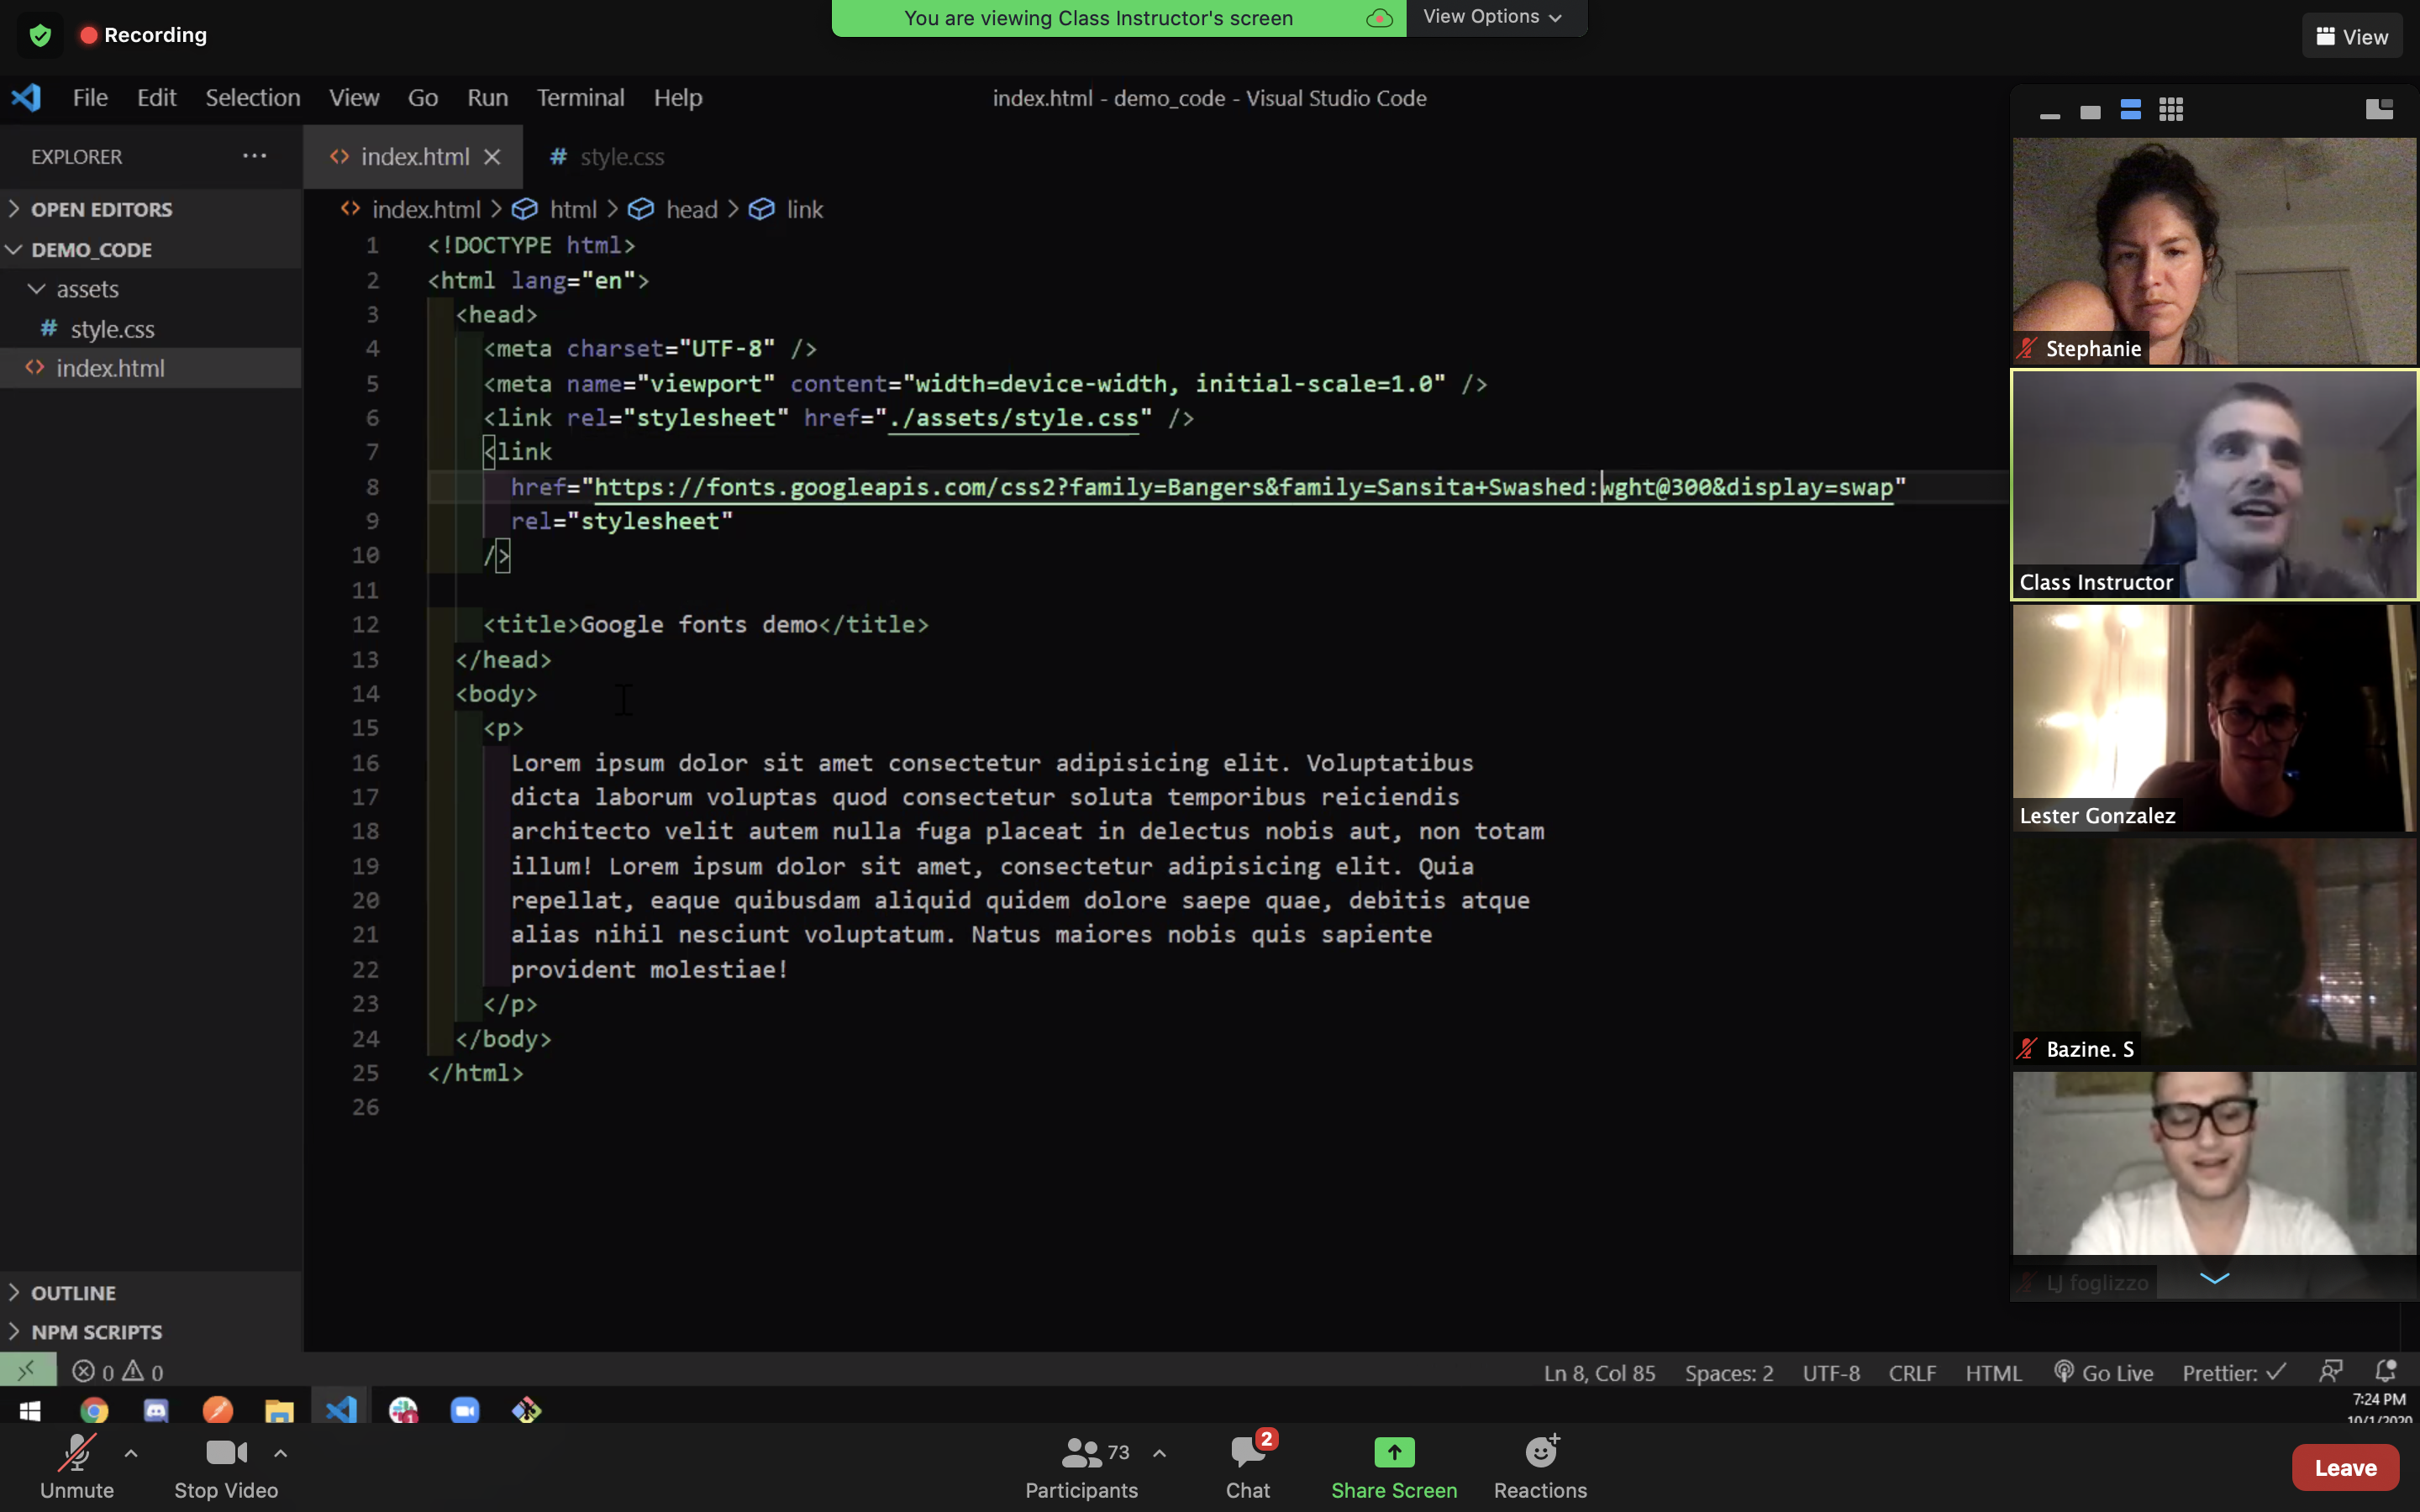 Recording
You are viewing Class Instructor's screen
View Options
View
File Edit Selection View Go Run Terminal Help
index.html - demo_code - Visual Studio Code
EXPLORER
OPEN EDITORS
DEMO_CODE
assets
# style.css
index.html
OUTLINE
NPM SCRIPTS
index.html
# style.css
index.html > html > head > link
1 <!DOCTYPE html>
2 <html lang="en">
3 <head>
4 <meta charset="UTF-8" />
5 <meta name="viewport" content="width=device-width, initial-scale=1.0" />
6 <link rel="stylesheet" href="./assets/style.css" />
7 <link
8 href="https://fonts.googleapis.com/css2?family=Bangers&family=Sansita+Swashed:wght@300&display=swap"
9 rel="stylesheet"
10 />
11
12 <title>Google fonts demo</title>
13 </head>
14 <body>
15 <p>
16 Lorem ipsum dolor sit amet consectetur adipisicing elit. Voluptatibus
17 dicta laborum voluptas quod consectetur soluta temporibus reiciendis
18 architecto velit autem nulla fuga placeat in delectus nobis aut, non totam
19 illum! Lorem ipsum dolor sit amet, consectetur adipisicing elit. Quia
20 repellat, eaque quibusdam aliquid quidem dolore saepe quae, debitis atque
21 alias nihil nesciunt voluptatum. Natus maiores nobis quis sapiente
22 provident molestiae!
23 </p>
24 </body>
25 </html>
26
Stephanie
Class Instructor
Lester Gonzalez
Bazine. S
LJ foglizzo
0 0
Ln 8, Col 85 Spaces: 2 UTF-8 CRLF HTML Go Live Prettier: ✓
1
7:24 PM
10/1/2020
Unmute
Stop Video
73
Participants
2
Chat
Share Screen
Reactions
Leave